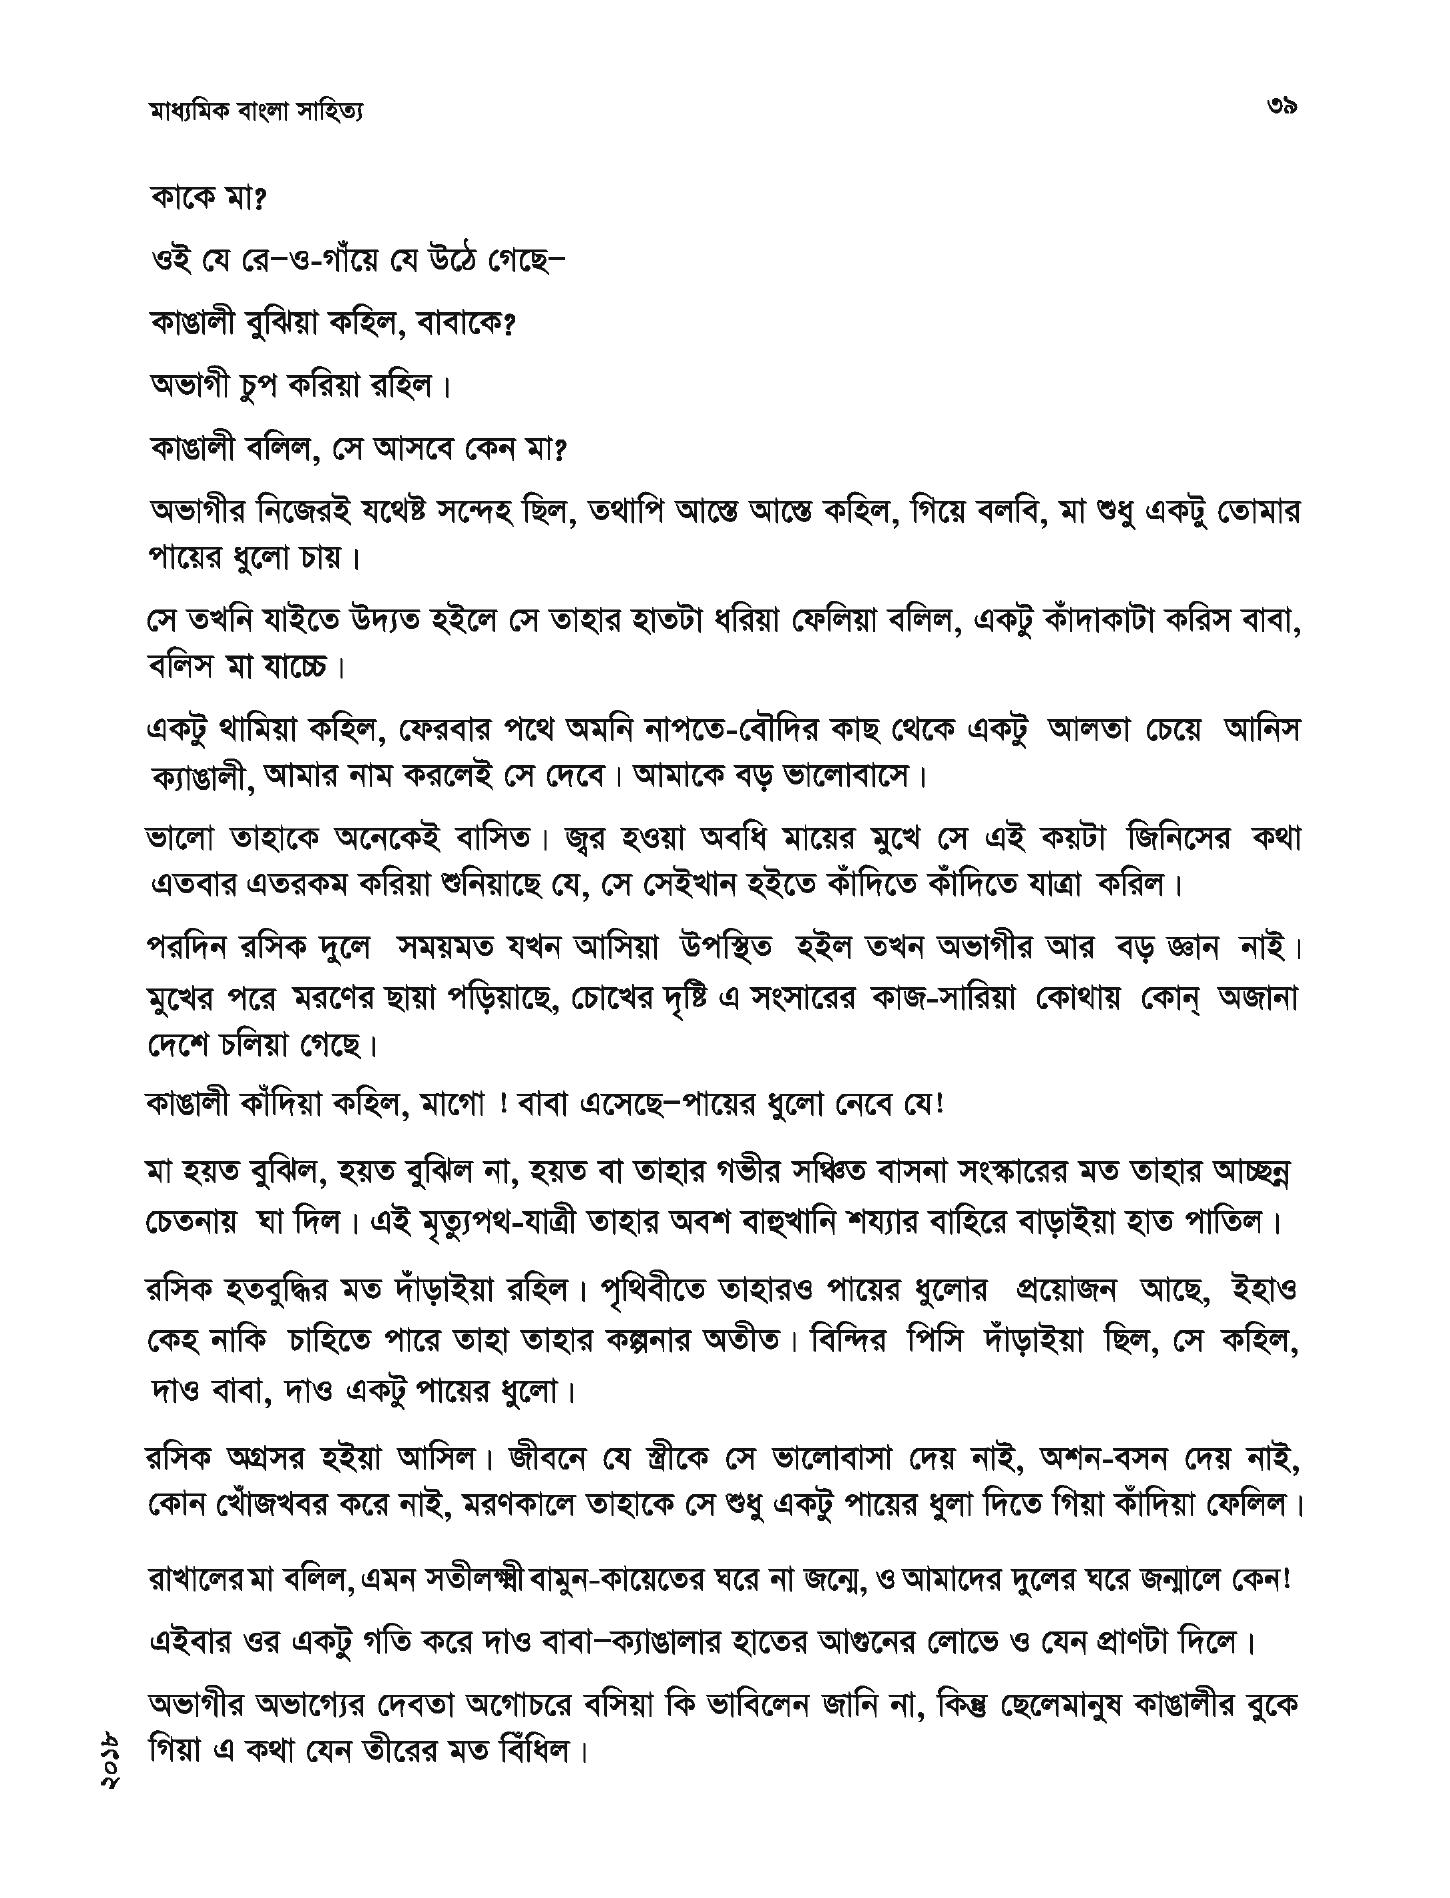 মাধ্যমিক বাংলা সাহিত্য
৩৯
কাকে মা?
ওই যে রে–ও-গাঁয়ে যে উঠে গেছে–
কাঙালী বুঝিয়া কহিল, বাবাকে?
অভাগী চুপ করিয়া রহিল।
কাঙালী বলিল, সে আসবে কেন মা?
অভাগীর নিজেরই যথেষ্ট সন্দেহ ছিল, তথাপি আস্তে আস্তে কহিল, গিয়ে বলবি, মা শুধু একটু তোমার
পায়ের ধুলো চায়।
সে তখনি যাইতে উদ্যত হইলে সে তাহার হাতটা ধরিয়া ফেলিয়া বলিল, একটু কাঁদাকাটা করিস বাবা,
বলিস মা যাচ্চে।
একটু থামিয়া কহিল, ফেরবার পথে অমনি নাপতে-বৌদির কাছ থেকে একটু আলতা চেয়ে আনিস
ক্যাঙালী, আমার নাম করলেই সে দেবে। আমাকে বড় ভালোবাসে।
ভালো তাহাকে অনেকেই বাসিত। জ্বর হওয়া অবধি মায়ের মুখে সে এই কয়টা জিনিসের কথা
এতবার এতরকম করিয়া শুনিয়াছে যে, সে সেইখান হইতে কাঁদিতে কাঁদিতে যাত্রা করিল।
পরদিন রসিক দুলে সময়মত যখন আসিয়া উপস্থিত হইল তখন অভাগীর আর বড় জ্ঞান নাই।
মুখের পরে মরণের ছায়া পড়িয়াছে, চোখের দৃষ্টি এ সংসারের কাজ-সারিয়া কোথায় কোন্ অজানা
দেশে চলিয়া গেছে।
কাঙালী কাঁদিয়া কহিল, মাগো ! বাবা এসেছে–পায়ের ধুলো নেবে যে!
মা হয়ত বুঝিল, হয়ত বুঝিল না, হয়ত বা তাহার গভীর সঞ্চিত বাসনা সংস্কারের মত তাহার আচ্ছন্ন
চেতনায় ঘা দিল। এই মৃত্যুপথ-যাত্রী তাহার অবশ বাহুখানি শয্যার বাহিরে বাড়াইয়া হাত পাতিল।
রসিক হতবুদ্ধির মত দাঁড়াইয়া রহিল। পৃথিবীতে তাহারও পায়ের ধুলোর প্রয়োজন আছে, ইহাও
কেহ নাকি চাহিতে পারে তাহা তাহার কল্পনার অতীত। বিন্দির পিসি দাঁড়াইয়া ছিল, সে কহিল,
দাও বাবা, দাও একটু পায়ের ধুলো।
রসিক অগ্রসর হইয়া আসিল। জীবনে যে স্ত্রীকে সে ভালোবাসা দেয় নাই, অশন-বসন দেয় নাই,
কোন খোঁজখবর করে নাই, মরণকালে তাহাকে সে শুধু একটু পায়ের ধুলা দিতে গিয়া কাঁদিয়া ফেলিল।
রাখালের মা বলিল, এমন সতীলক্ষ্মী বামুন-কায়েতের ঘরে না জন্মে, ও আমাদের দুলের ঘরে জন্মালে কেন!
এইবার ওর একটু গতি করে দাও বাবা–ক্যাঙালার হাতের আগুনের লোভে ও যেন প্রাণটা দিলে।
অভাগীর অভাগ্যের দেবতা অগোচরে বসিয়া কি ভাবিলেন জানি না, কিন্তু ছেলেমানুষ কাঙালীর বুকে
গিয়া এ কথা যেন তীরের মত বিঁধিল।
২০১৮